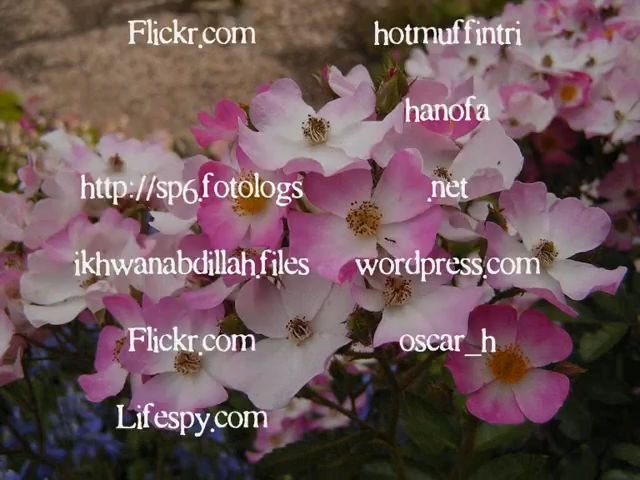 Flickr.com hotmuffintri
hanofa
http://sp6.fotologs .net
ikhwanabdillah.files wordpress.com
Flickr.com oscar_h
Lifespy.com